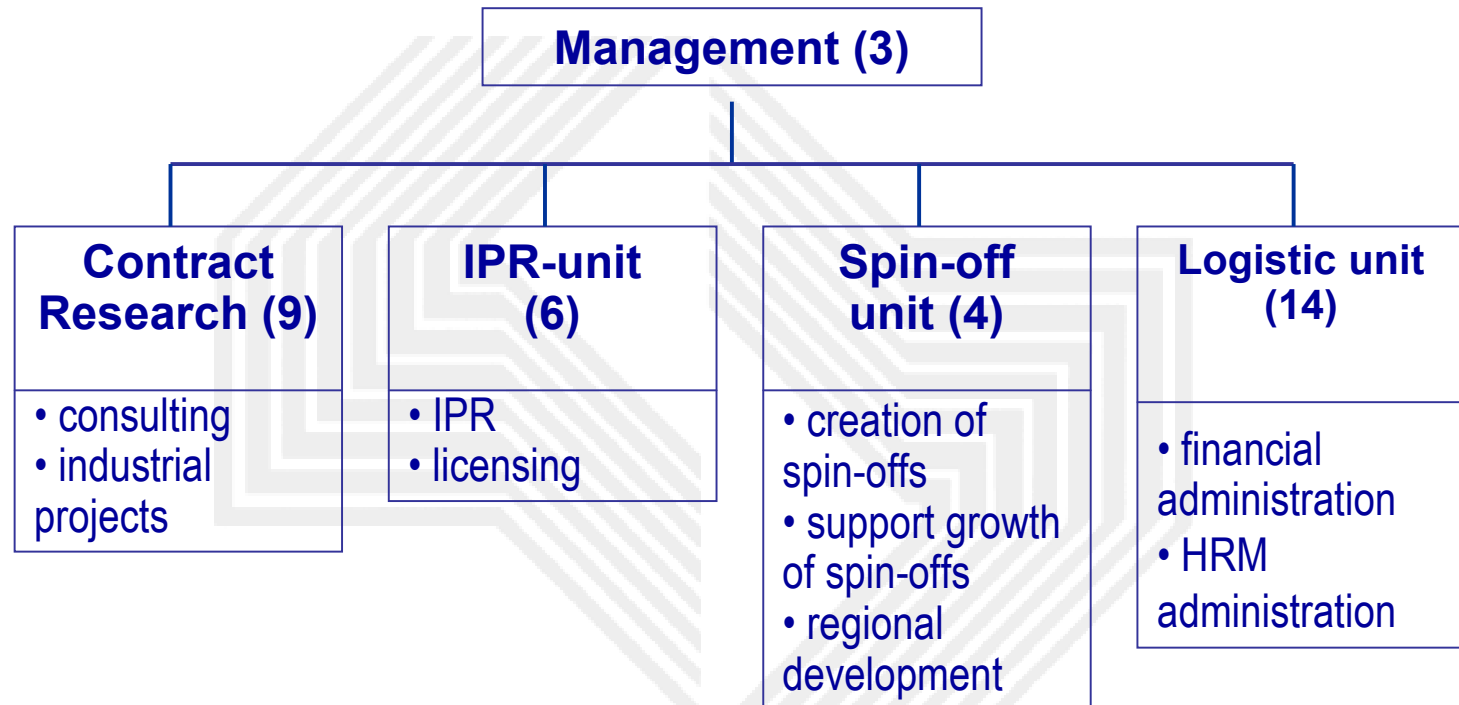 Management (3)
Contract
Research (9)
• consulting
• industrial
projects
IPR-unit
(6)
• IPR
• licensing
Spin-off
unit (4)
• creation of
spin-offs
• support growth
of spin-offs
• regional
development
Logistic unit
(14)
• financial
administration
• HRM
administration